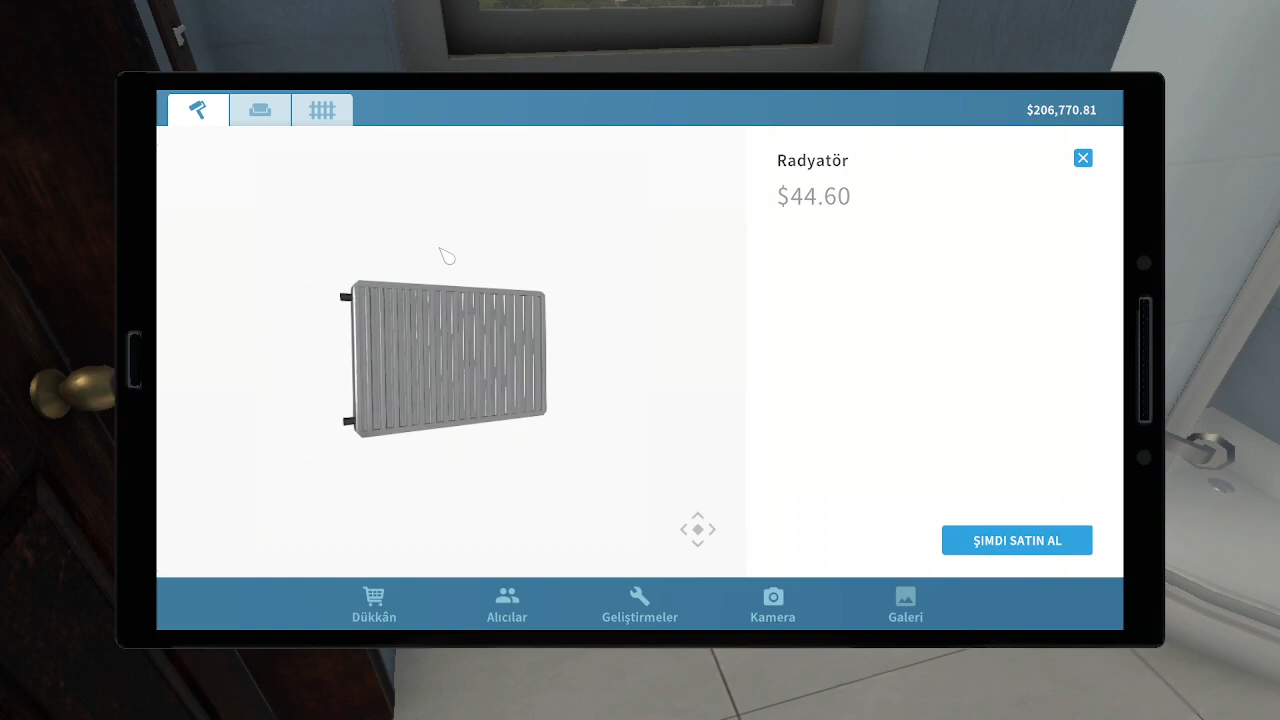 $206,770.81
Radyatör
$44.60
ŞIMDI SATIN AL
Dükkân
Alıcılar
Geliştirmeler
Kamera
Galeri